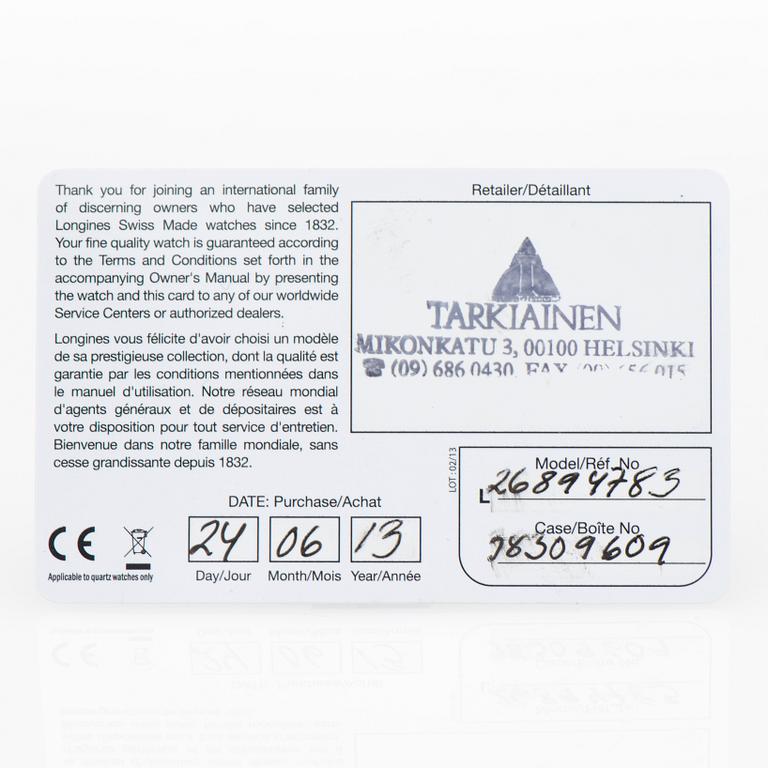 Thank you for joining an international family
of discerning owners who have selected
Longines Swiss Made watches since 1832.
Your fine quality watch is guaranteed according
to the Terms and Conditions set forth in the
accompanying Owner's Manual by presenting
the watch and this card to any of our worldwide
Service Centers or authorized dealers.
Longines vous félicite d'avoir choisi un modèle
de sa prestigieuse collection, dont la qualité est
garantie par les conditions mentionnées dans
le manuel d'utilisation. Notre réseau mondial
d'agents généraux et de dépositaires est à
votre disposition pour tout service d'entretien.
Bienvenue dans notre famille mondiale, sans
cesse grandissante depuis 1832.
Retailer/Détaillant
TARKIAINEN
MIKONKATU 3, 00100 HELSINKI
☎ (09) 686 0430 FAX
LOT: 02/13
Model/Réf. No
L 26894783
Case/Boîte No
38309609
DATE: Purchase/Achat
24 06 13
Day/Jour Month/Mois Year/Année
CE
Applicable to quartz watches only